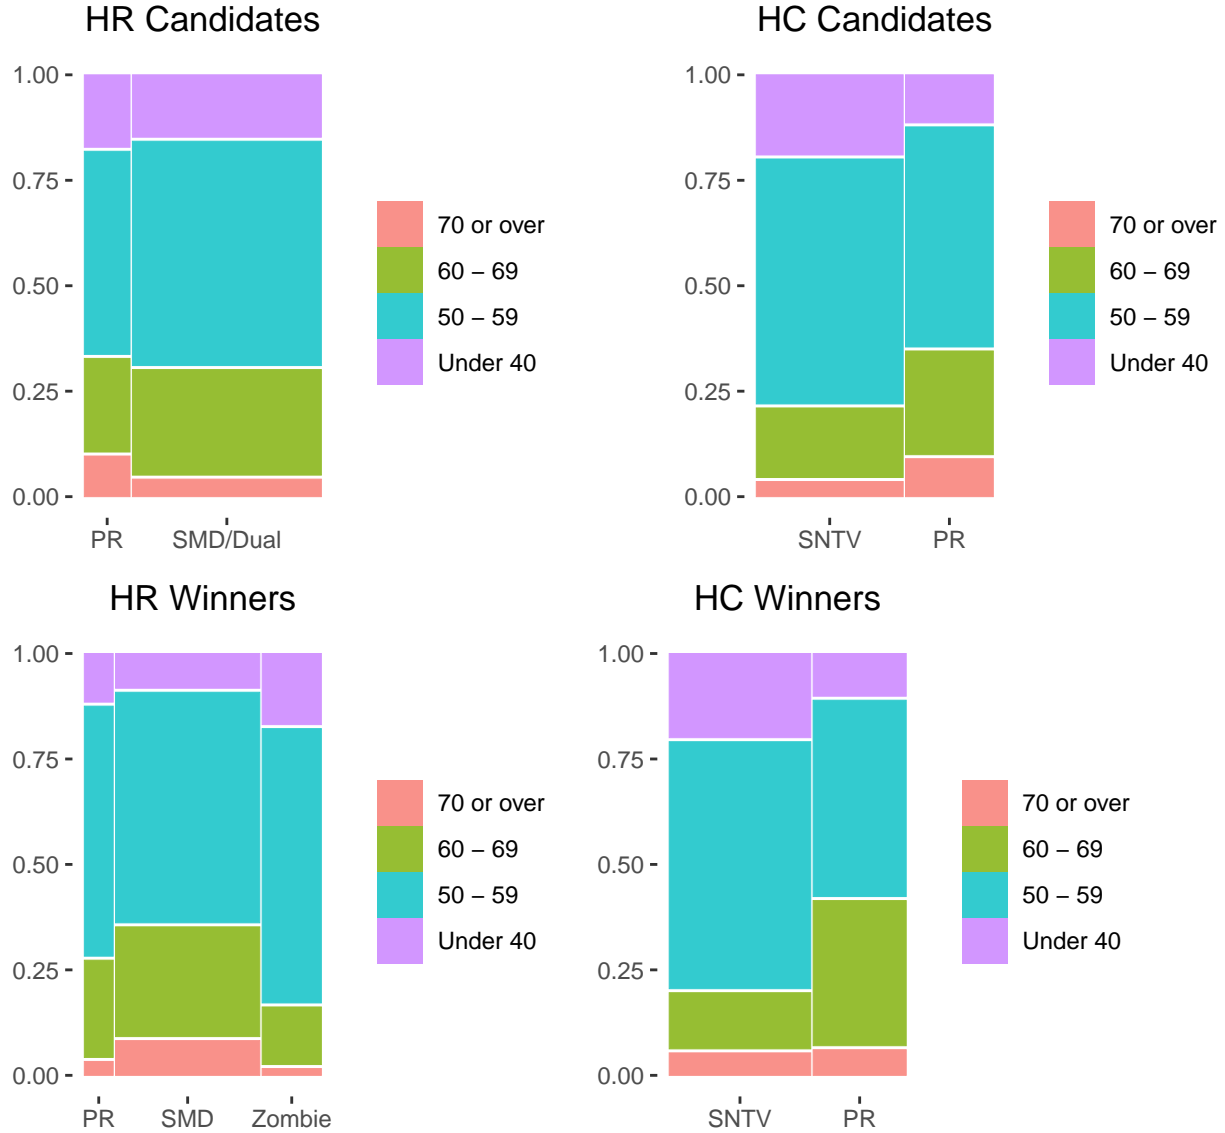 HR Candidates
1.00
0.75
0.50
0.25
0.00
PR SMD/Dual
70 or over
60 – 69
50 – 59
Under 40
HC Candidates
1.00
0.75
0.50
0.25
0.00
SNTV PR
70 or over
60 – 69
50 – 59
Under 40
HR Winners
1.00
0.75
0.50
0.25
0.00
PR SMD Zombie
70 or over
60 – 69
50 – 59
Under 40
HC Winners
1.00
0.75
0.50
0.25
0.00
SNTV PR
70 or over
60 – 69
50 – 59
Under 40